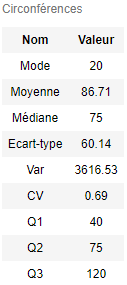 Circonférences
Nom Valeur
Mode 20
Moyenne 86.71
Médiane 75
Ecart-type 60.14
Var 3616.53
CV 0.69
Q1 40
Q2 75
Q3 120